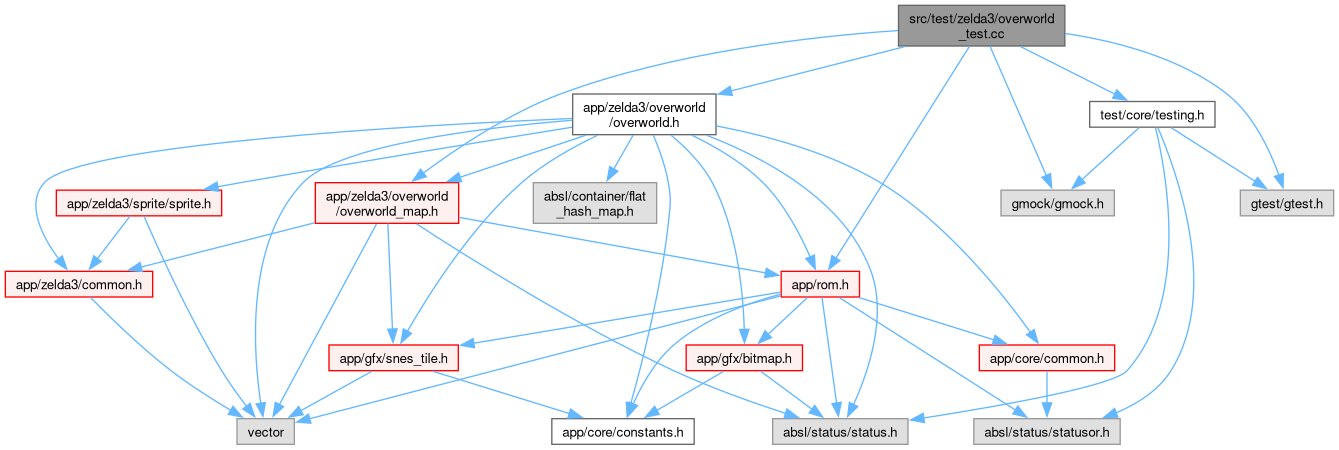 src/test/zelda3/overworld
_test.cc
app/zelda3/overworld
/overworld.h
test/core/testing.h
app/zelda3/sprite/sprite.h
app/zelda3/overworld
/overworld_map.h
absl/container/flat
_hash_map.h
gmock/gmock.h
gtest/gtest.h
app/zelda3/common.h
app/rom.h
app/gfx/snes_tile.h
app/gfx/bitmap.h
app/core/common.h
vector
app/core/constants.h
absl/status/status.h
absl/status/statusor.h